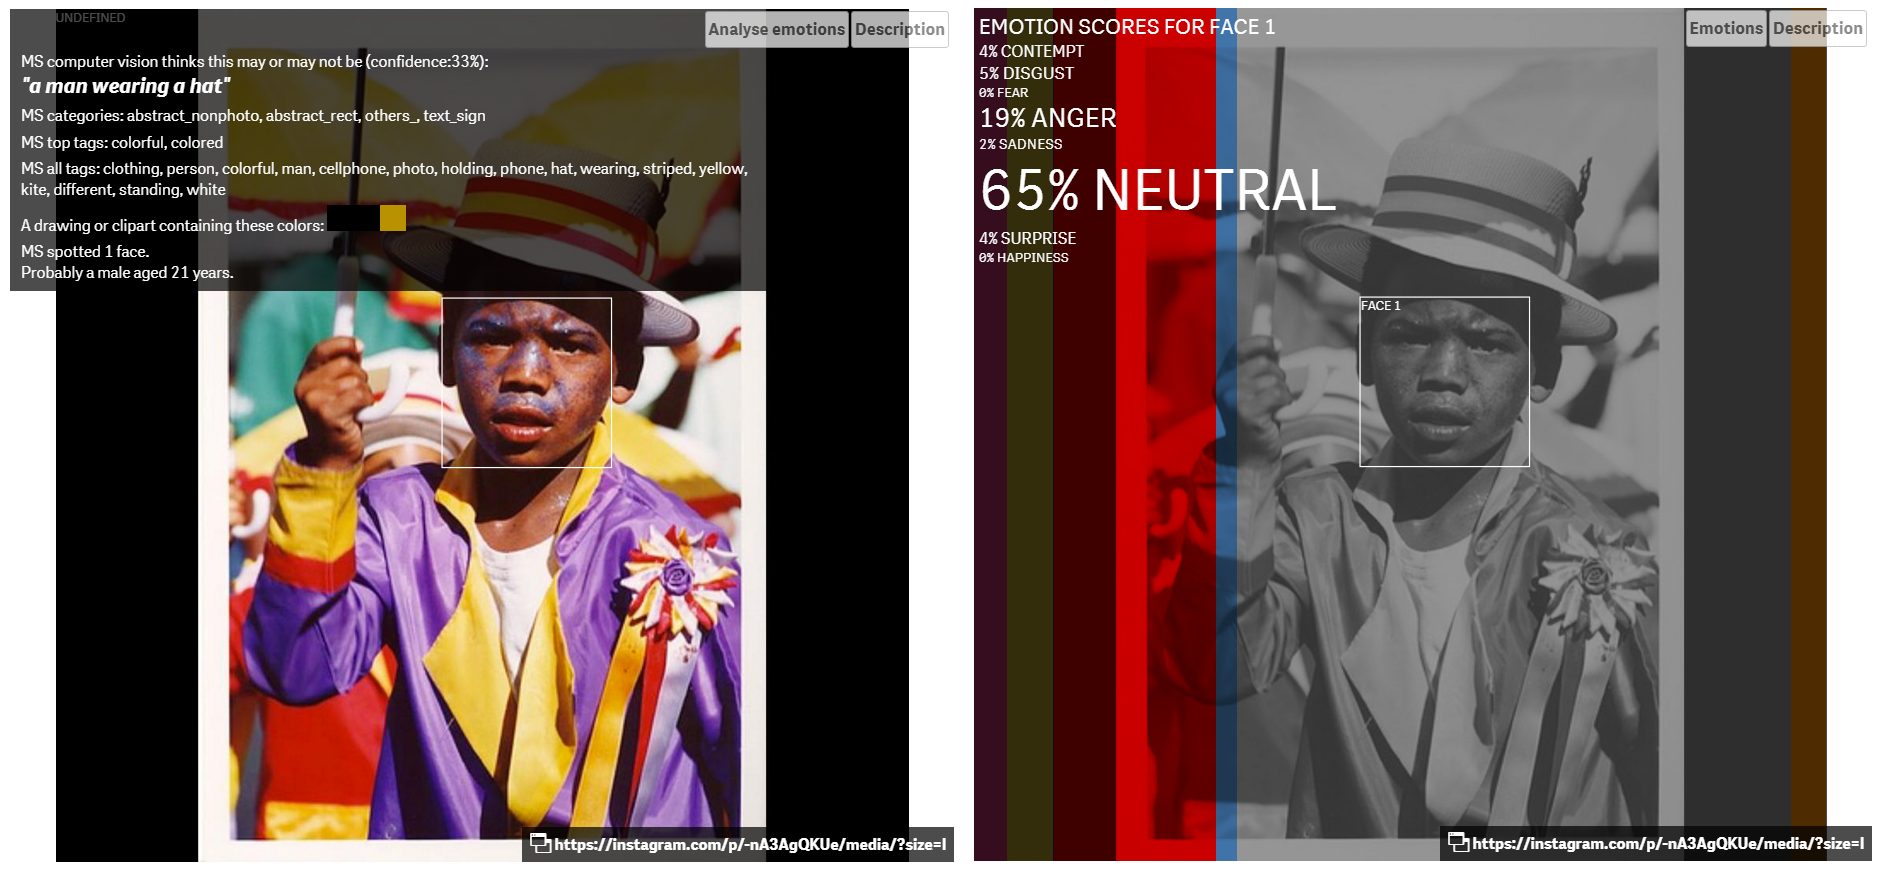 UNDEFINED
Analyse emotions
Description
MS computer vision thinks this may or may not be (confidence:33%):
"a man wearing a hat"
MS categories: abstract_nonphoto, abstract_rect, others_, text_sign
MS top tags: colorful, colored
MS all tags: clothing, person, colorful, man, cellphone, photo, holding, phone, hat, wearing, striped, yellow,
kite, different, standing, white
A drawing or clipart containing these colors:
MS spotted 1 face.
Probably a male aged 21 years.
https://instagram.com/p/-nA3AgQKUe/media/?size=l
EMOTION SCORES FOR FACE 1
Emotions
Description
4% CONTEMPT
5% DISGUST
0% FEAR
19% ANGER
2% SADNESS
65% NEUTRAL
4% SURPRISE
0% HAPPINESS
FACE 1
https://instagram.com/p/-nA3AgQKUe/media/?size=l